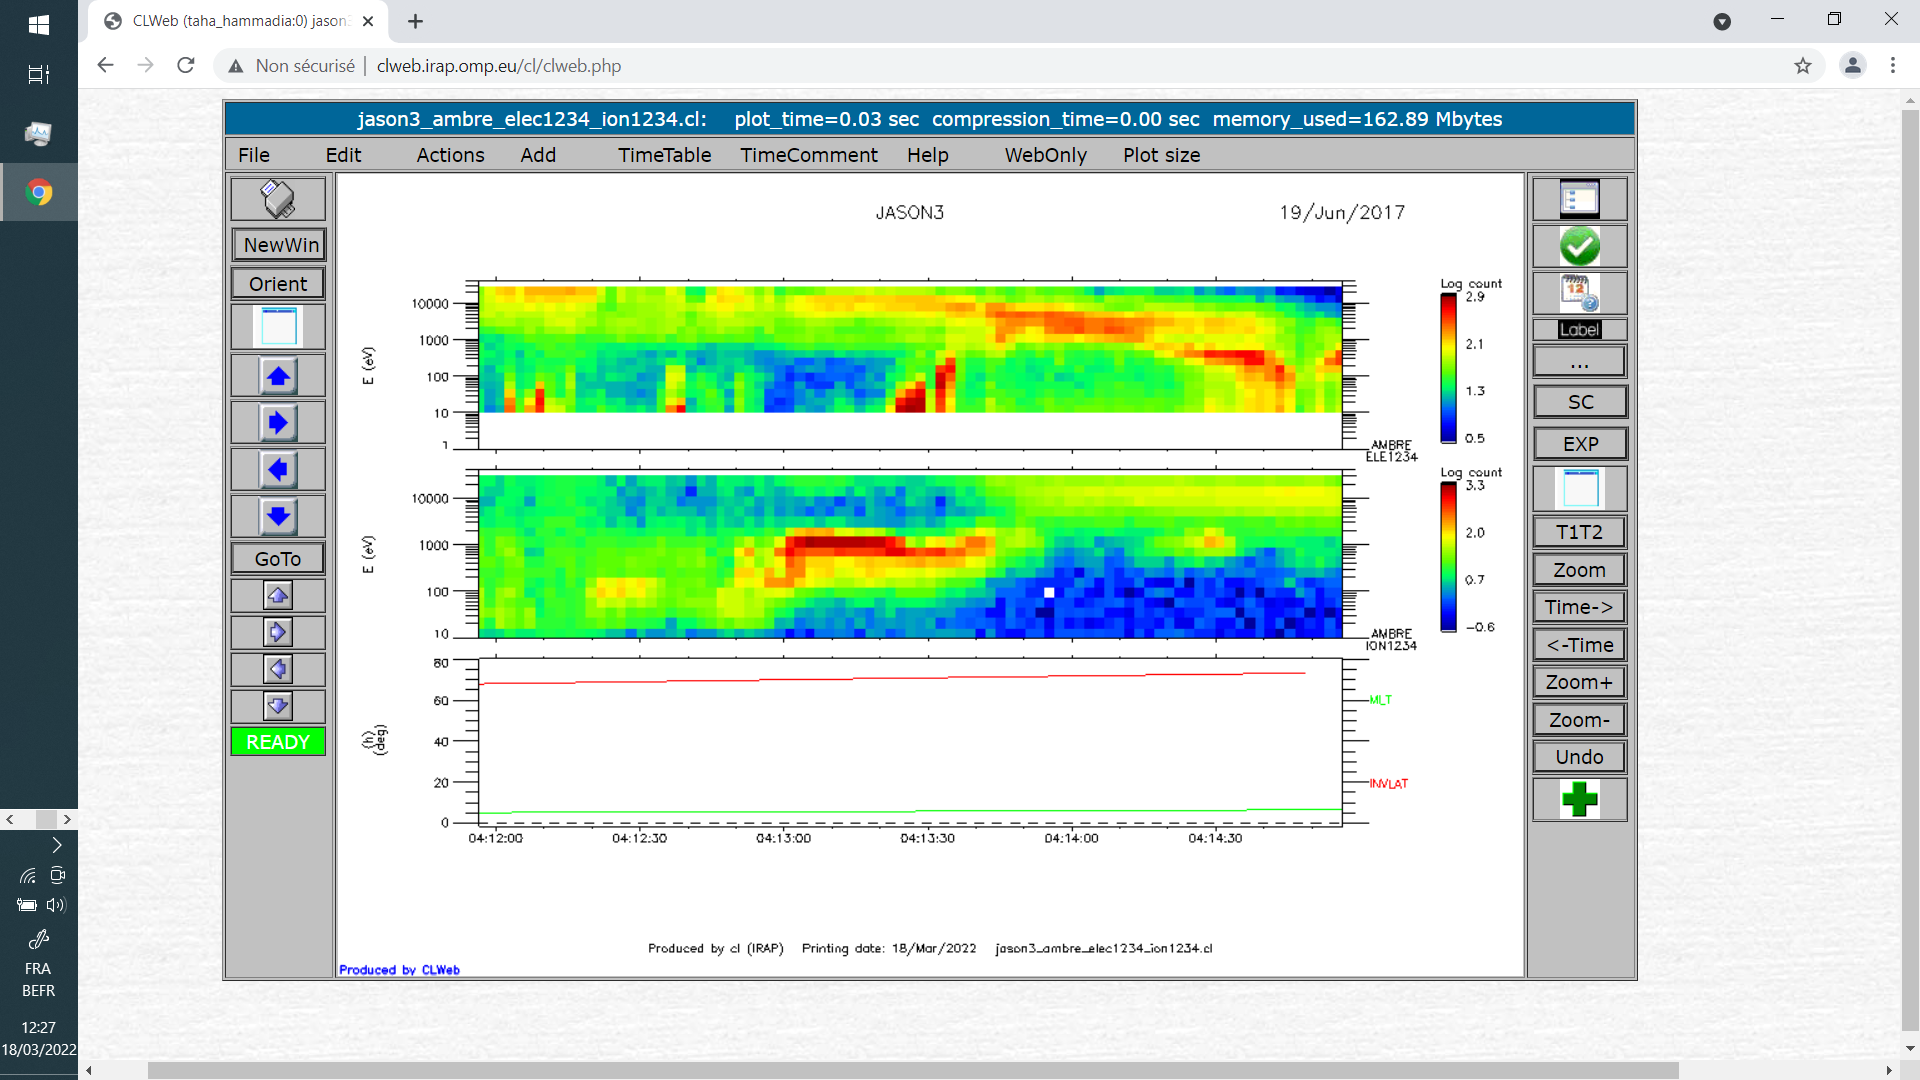 CLWeb (taha_hammadia:0) jason3
Non sécurisé | clweb.irap.omp.eu/cl/clweb.php
jason3_ambre_elec1234_ion1234.cl: plot_time=0.03 sec compression_time=0.00 sec memory_used=162.89 Mbytes
File Edit Actions Add TimeTable TimeComment Help WebOnly Plot size
NewWin
Orient
GoTo
READY
JASON3 19/Jun/2017
Log count
2.9
2.1
1.3
0.5
10000
1000
100
10
1
E (eV)
AMBRE
ELE1234
Log count
3.3
2.0
0.7
-0.6
10000
1000
100
10
E (eV)
AMBRE
ION1234
80
60
40
20
0
(h)
(deg)
MLT
INVLAT
04:12:00 04:12:30 04:13:00 04:13:30 04:14:00 04:14:30
Produced by cl (IRAP) Printing date: 18/Mar/2022 jason3_ambre_elec1234_ion1234.cl
Produced by CLWeb
12
Label
...
SC
EXP
T1T2
Zoom
Time->
<-Time
Zoom+
Zoom-
Undo
FRA
BEFR
12:27
18/03/2022